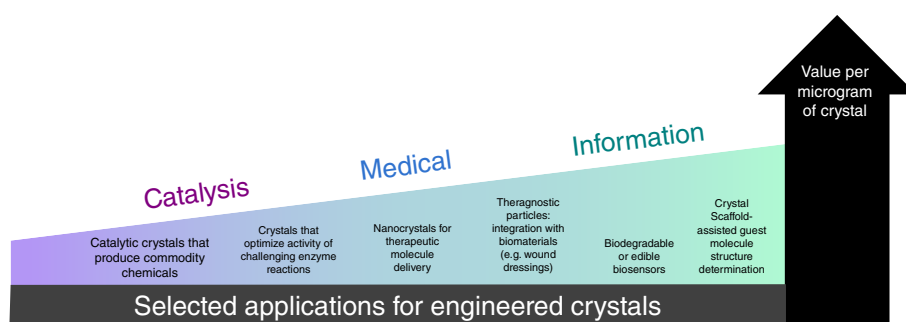 Value per
microgram
of crystal
Information
Medical
Catalysis
Catalytic crystals that
produce commodity
chemicals
Crystals that
optimize activity of
challenging enzyme
reactions
Nanocrystals for
therapeutic
molecule
delivery
Theragnostic
particles:
integration with
biomaterials
(e.g. wound
dressings)
Biodegradable
or edible
biosensors
Crystal
Scaffold-
assisted guest
molecule
structure
determination
Selected applications for engineered crystals